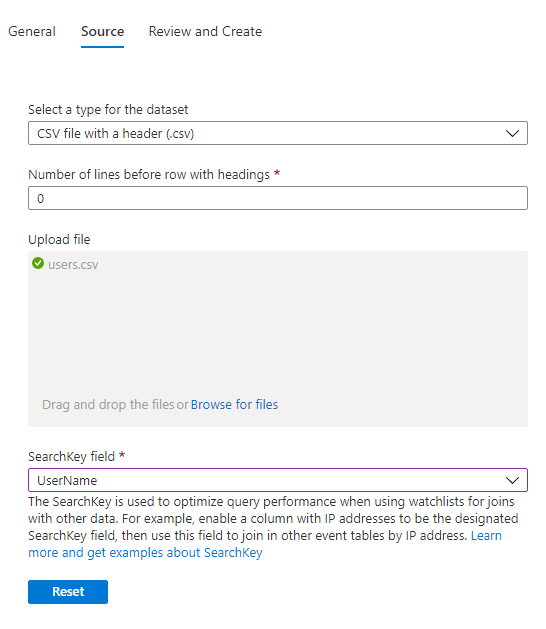 General Source Review and Create
Select a type for the dataset
CSV file with a header (.csv)
Number of lines before row with headings *
0
Upload file
users.csv
Drag and drop the files or Browse for files
SearchKey field *
UserName
The SearchKey is used to optimize query performance when using watchlists for joins
with other data. For example, enable a column with IP addresses to be the designated
SearchKey field, then use this field to join in other event tables by IP address. Learn
more and get examples about SearchKey
Reset